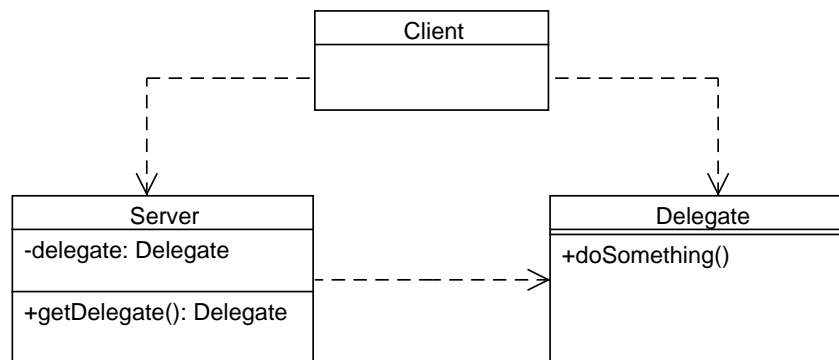 Client
Server
-delegate: Delegate
+getDelegate(): Delegate
Delegate
+doSomething()